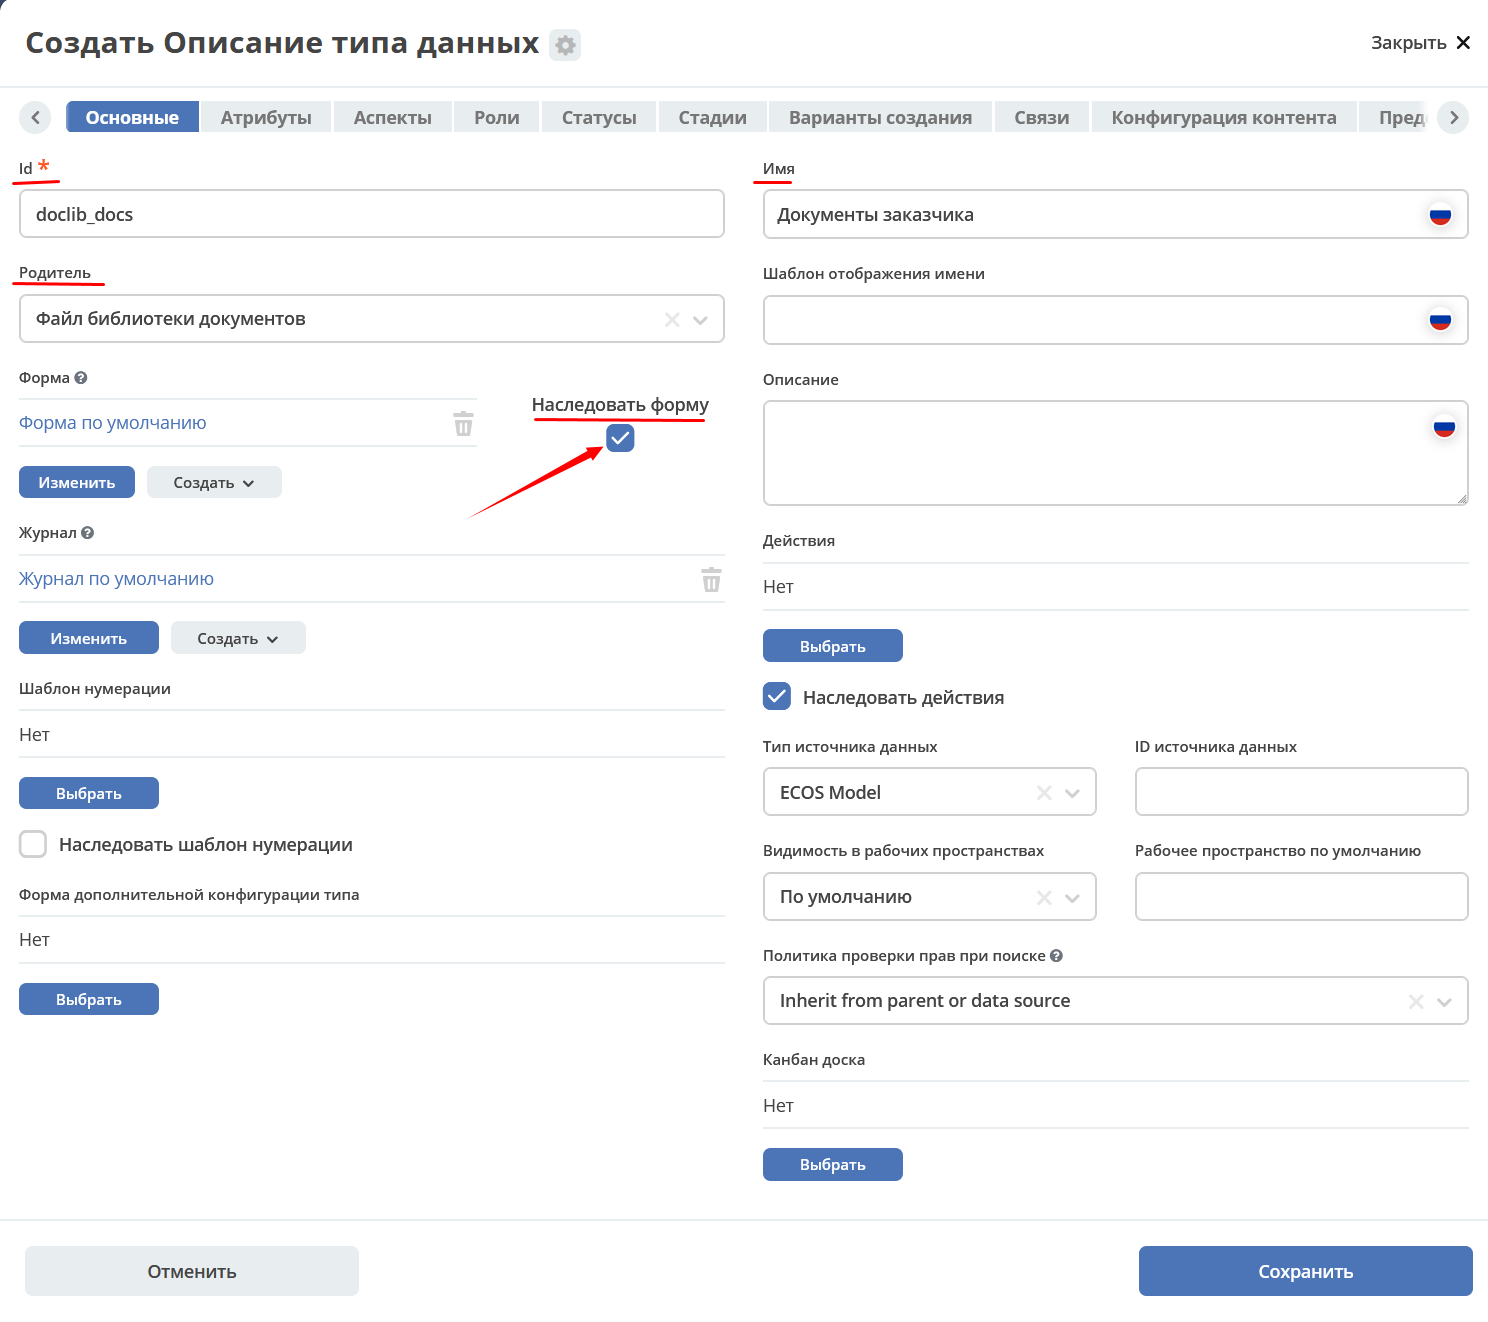 Создать Описание типа данных
Закрыть
Основные Атрибуты Аспекты Роли Статусы Стадии Варианты создания Связи Конфигурация контента
Id *
doclib_docs
Имя
Документы заказчика
Родитель
Файл библиотеки документов
Шаблон отображения имени
Форма
Форма по умолчанию
Наследовать форму
Изменить Создать
Описание
Журнал
Журнал по умолчанию
Изменить Создать
Действия
Нет
Выбрать
Наследовать действия
Шаблон нумерации
Нет
Выбрать
Наследовать шаблон нумерации
Тип источника данных
ECOS Model
ID источника данных
Видимость в рабочих пространствах
По умолчанию
Рабочее пространство по умолчанию
Форма дополнительной конфигурации типа
Нет
Выбрать
Политика проверки прав при поиске
Inherit from parent or data source
Канбан доска
Нет
Выбрать
Отменить
Сохранить